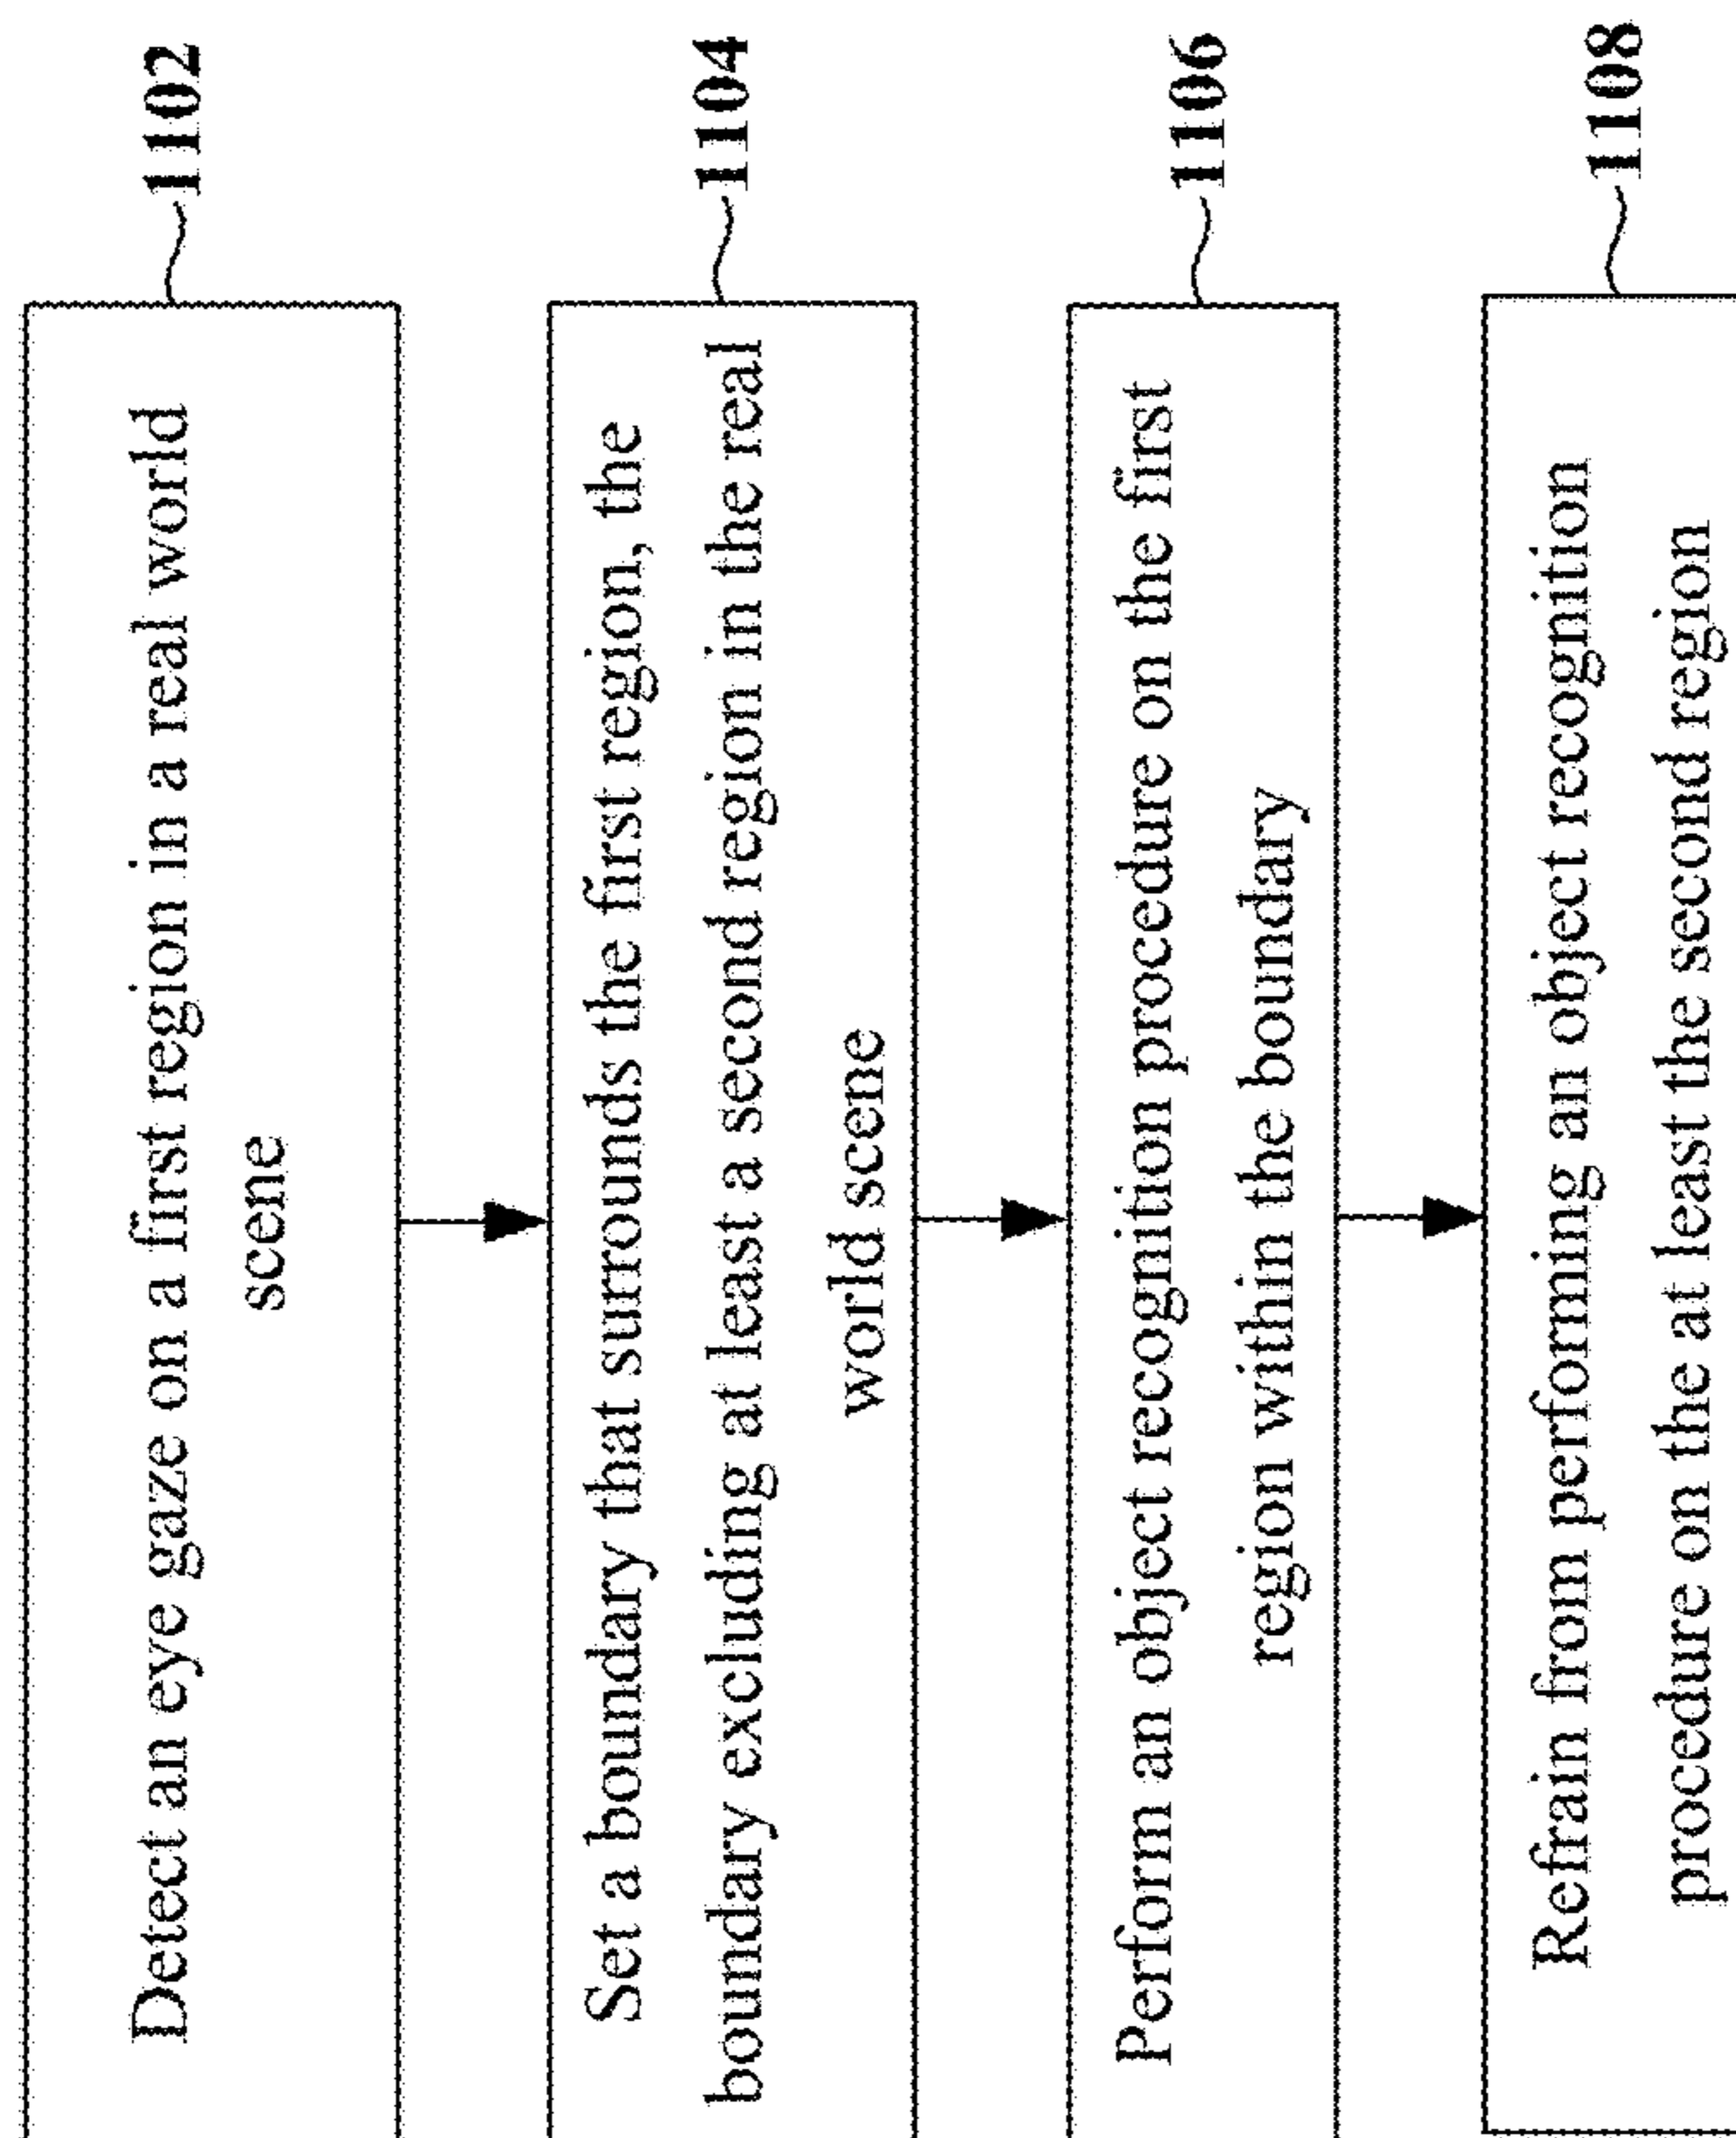 Detect an eye gaze on a first region in a real world
scene
1102
Set a boundary that surrounds the first region, the
boundary excluding at least a second region in the real
world scene
1104
Perform an object recognition procedure on the first
region within the boundary
1106
Refrain from performing an object recognition
procedure on the at least the second region
1108